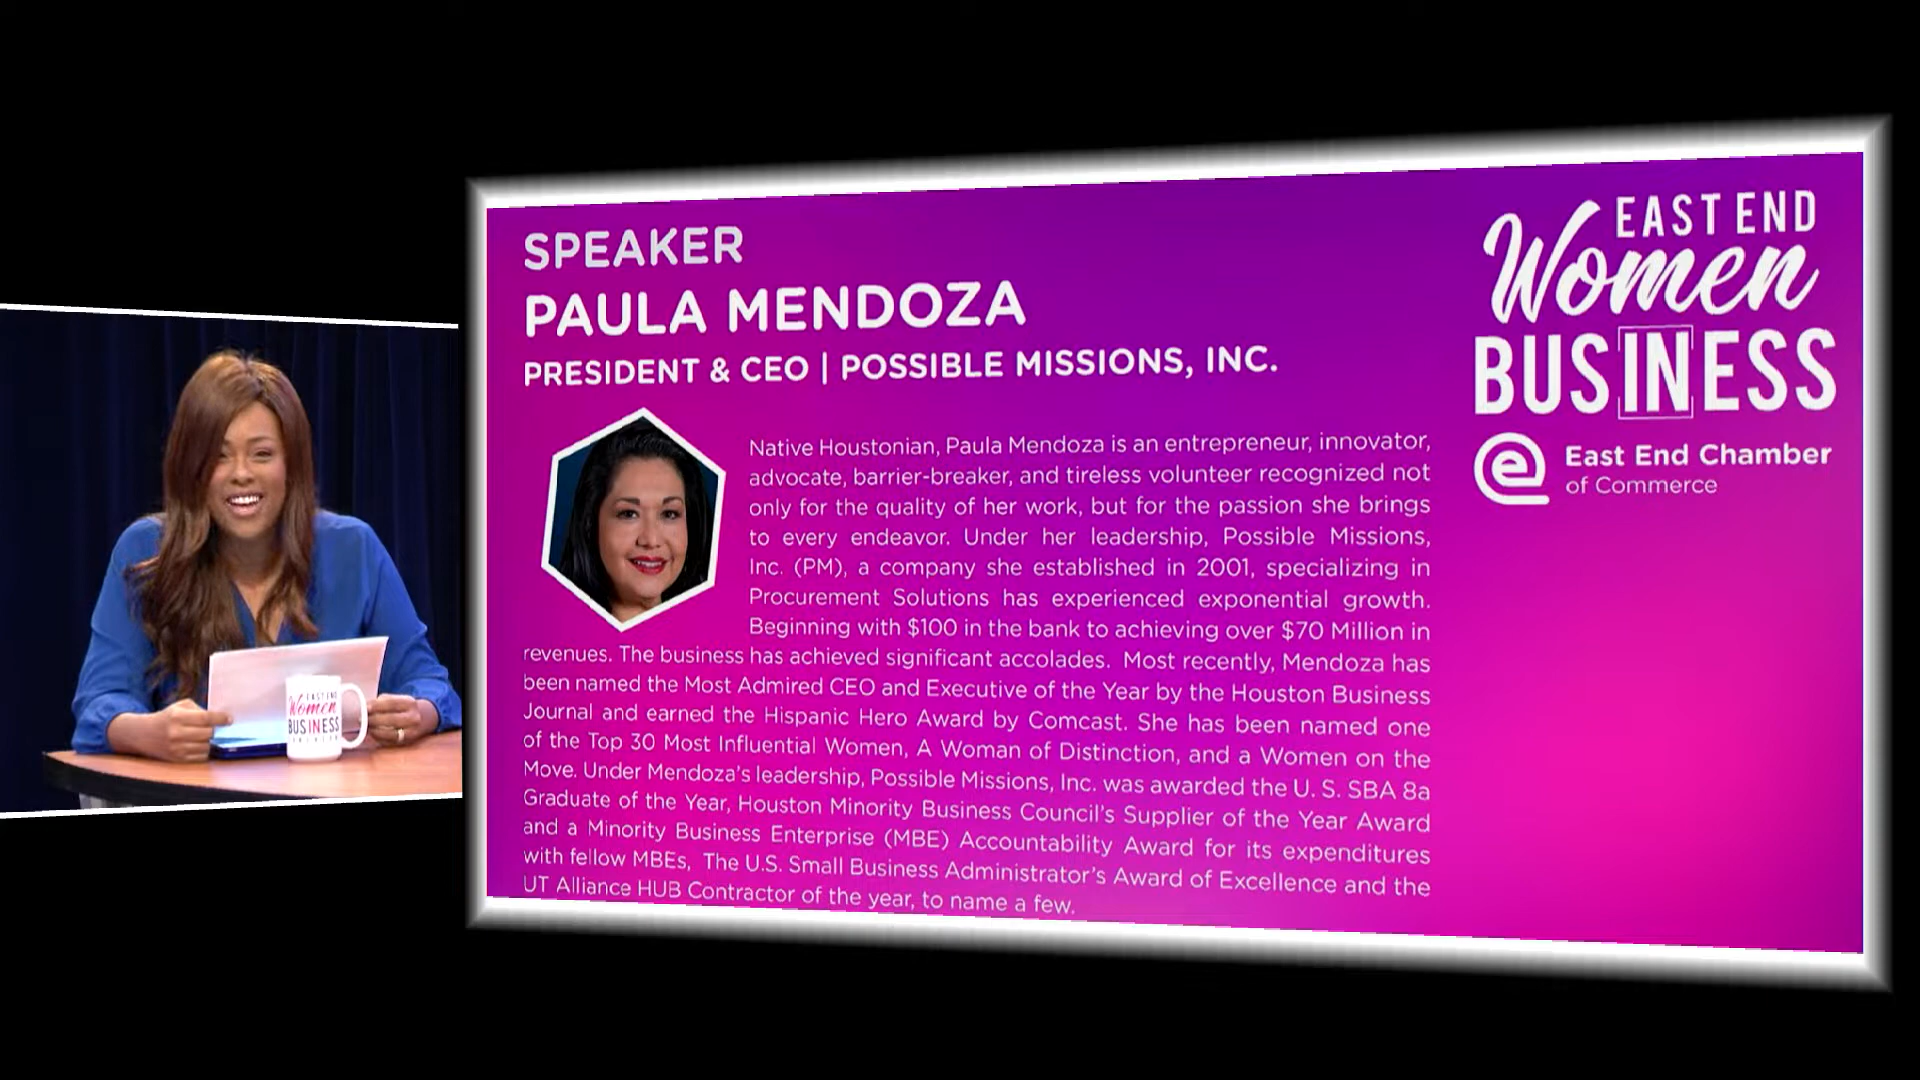 SPEAKER
PAULA MENDOZA
PRESIDENT & CEO | POSSIBLE MISSIONS, INC.
Native Houstonian, Paula Mendoza is an entrepreneur, innovator,
advocate, barrier-breaker, and tireless volunteer recognized not
only for the quality of her work, but for the passion she brings
to every endeavor. Under her leadership, Possible Missions,
Inc. (PM), a company she established in 2001, specializing in
Procurement Solutions has experienced exponential growth.
Beginning with $100 in the bank to achieving over $70 Million in
revenues. The business has achieved significant accolades. Most recently, Mendoza has
been named the Most Admired CEO and Executive of the Year by the Houston Business
Journal and earned the Hispanic Hero Award by Comcast. She has been named one
of the Top 30 Most Influential Women, A Woman of Distinction, and a Women on the
Move. Under Mendoza's leadership, Possible Missions, Inc. was awarded the U. S. SBA 8a
Graduate of the Year, Houston Minority Business Council's Supplier of the Year Award
and a Minority Business Enterprise (MBE) Accountability Award for its expenditures
with fellow MBEs, The U.S. Small Business Administrator's Award of Excellence and the
UT Alliance HUB Contractor of the year, to name a few.
EAST END
Women
BUSINESS
e East End Chamber
of Commerce
EAST END
Women
BUSINESS